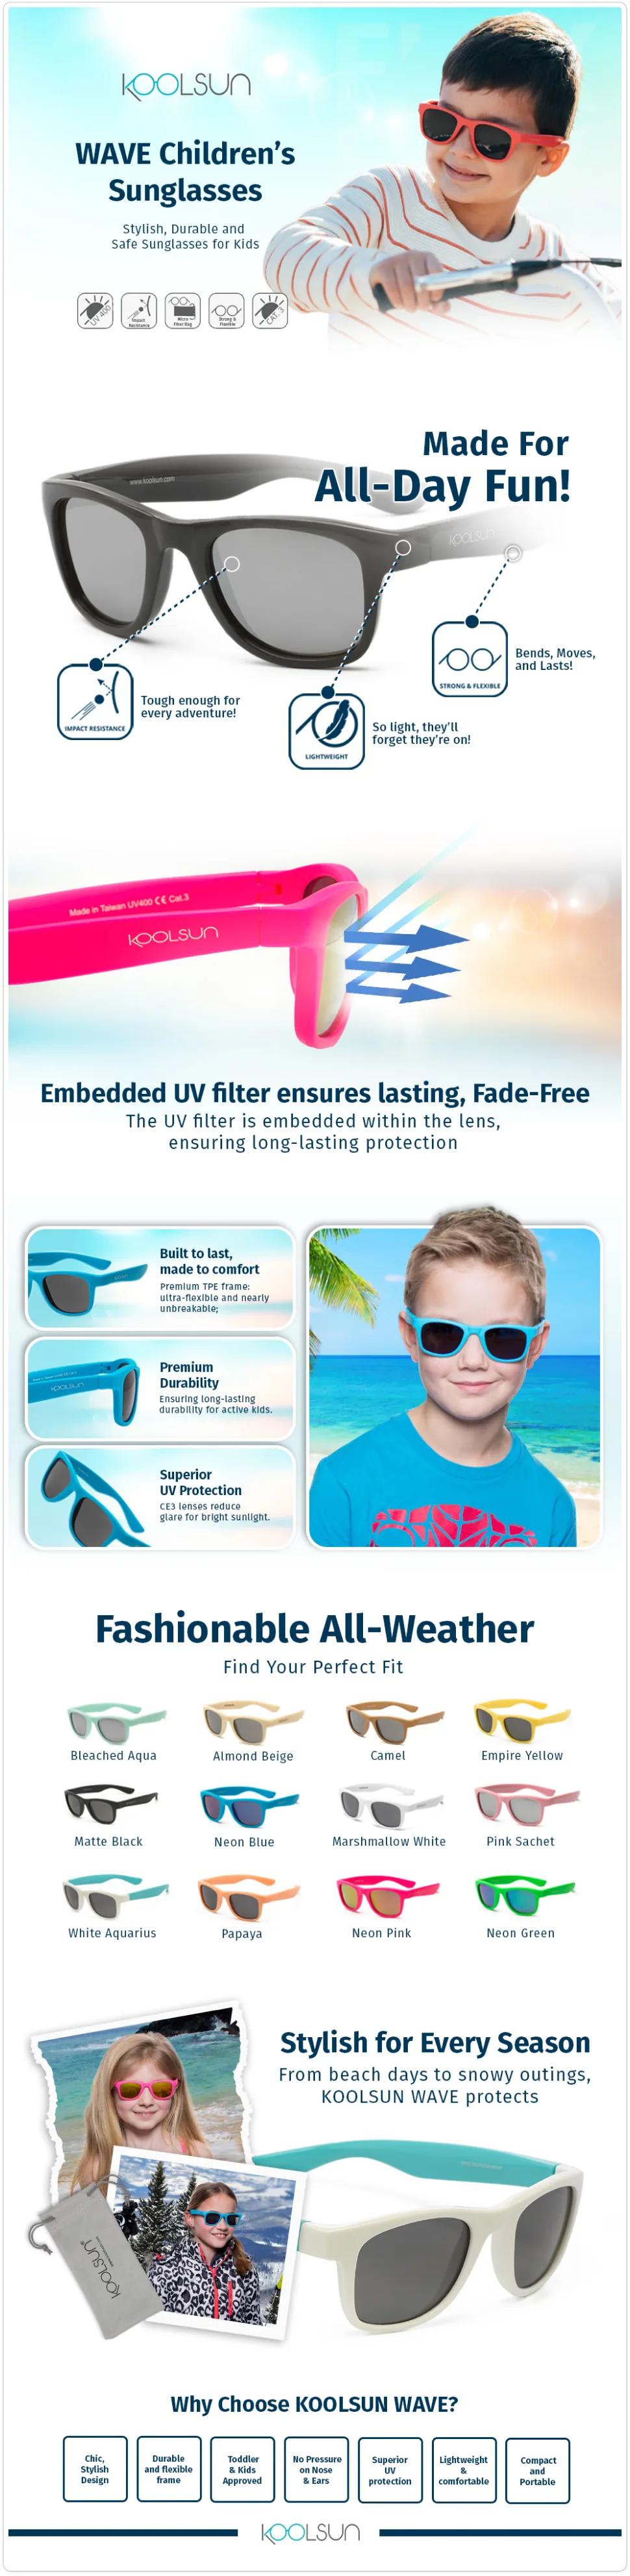 KOOLSUN
WAVE Children's
Sunglasses
Stylish, Durable and
Safe Sunglasses for Kids
UV 400
Impact
Resistance
Micro
Fiber Bag
Strong &
Flexible
CAT. 3
Made For
All-Day Fun!
www.koolsun.com
KOOLSUN
Bends, Moves,
and Lasts!
STRONG & FLEXIBLE
Tough enough for
every adventure!
IMPACT RESISTANCE
So light, they'll
forget they're on!
LIGHTWEIGHT
Made in Taiwan UV400 CE Cat.3
KOOLSUN
Embedded UV filter ensures lasting, Fade-Free
The UV filter is embedded within the lens,
ensuring long-lasting protection
Built to last,
made to comfort
Premium TPE frame:
ultra-flexible and nearly
unbreakable;
Premium
Durability
Ensuring long-lasting
durability for active kids.
KOOLSUN
Superior
UV Protection
CE3 lenses reduce
glare for bright sunlight.
Fashionable All-Weather
Find Your Perfect Fit
Bleached Aqua
Almond Beige
Camel
Empire Yellow
Matte Black
Neon Blue
Marshmallow White
Pink Sachet
White Aquarius
Papaya
Neon Pink
Neon Green
Stylish for Every Season
From beach days to snowy outings,
KOOLSUN WAVE protects
KOOLSUN
Why Choose KOOLSUN WAVE?
Chic,
Stylish
Design
Durable
and flexible
frame
Toddler
& Kids
Approved
No Pressure
on Nose
& Ears
Superior
UV
protection
Lightweight
&
comfortable
Compact
and
Portable
KOOLSUN